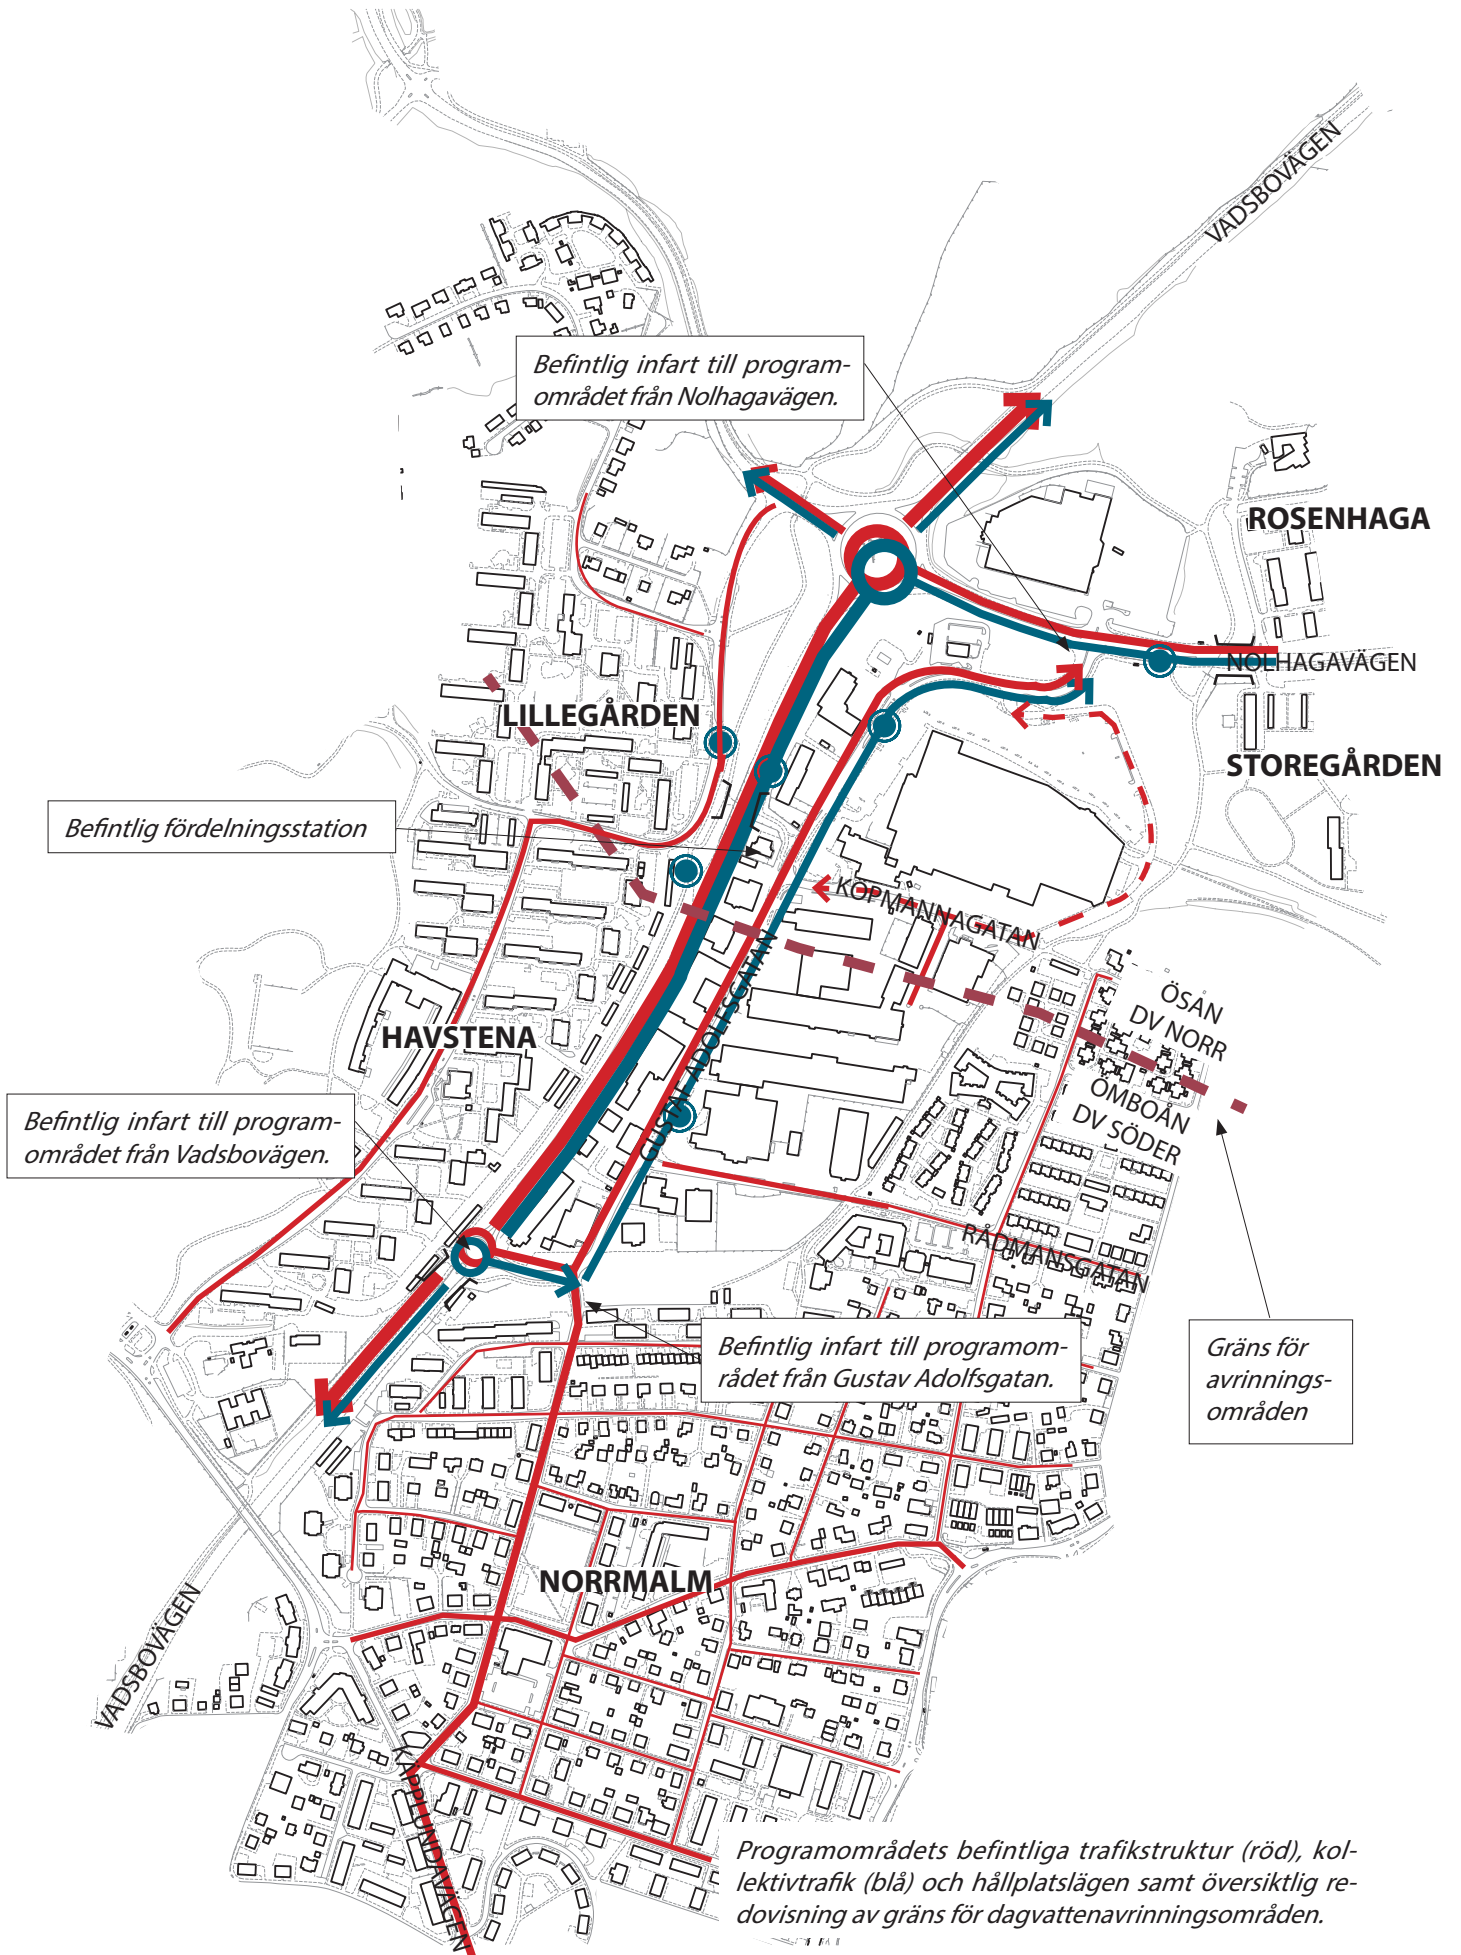 VADSBOVÄGEN
Befintlig infart till program-
området från Nolhagavägen.
ROSENHAGA
NOLHAGAVÄGEN
LILLEGÅRDEN
STOREGÅRDEN
Befintlig fördelningsstation
KÖPMANNAGATAN
GUSTAF ADOLFSGATAN
ÖSÅN
DV NORR
HAVSTENA
ÖMBOÅN
DV SÖDER
Befintlig infart till program-
området från Vadsbovägen.
RÅDMANSGATAN
Befintlig infart till programom-
rådet från Gustav Adolfsgatan.
Gräns för
avrinnings-
områden
NORRMALM
VADSBOVÄGEN
KÄPPLUNDAVÄGEN
Programområdets befintliga trafikstruktur (röd), kol-
lektivtrafik (blå) och hållplatslägen samt översiktlig re-
dovisning av gräns för dagvattenavrinningsområden.